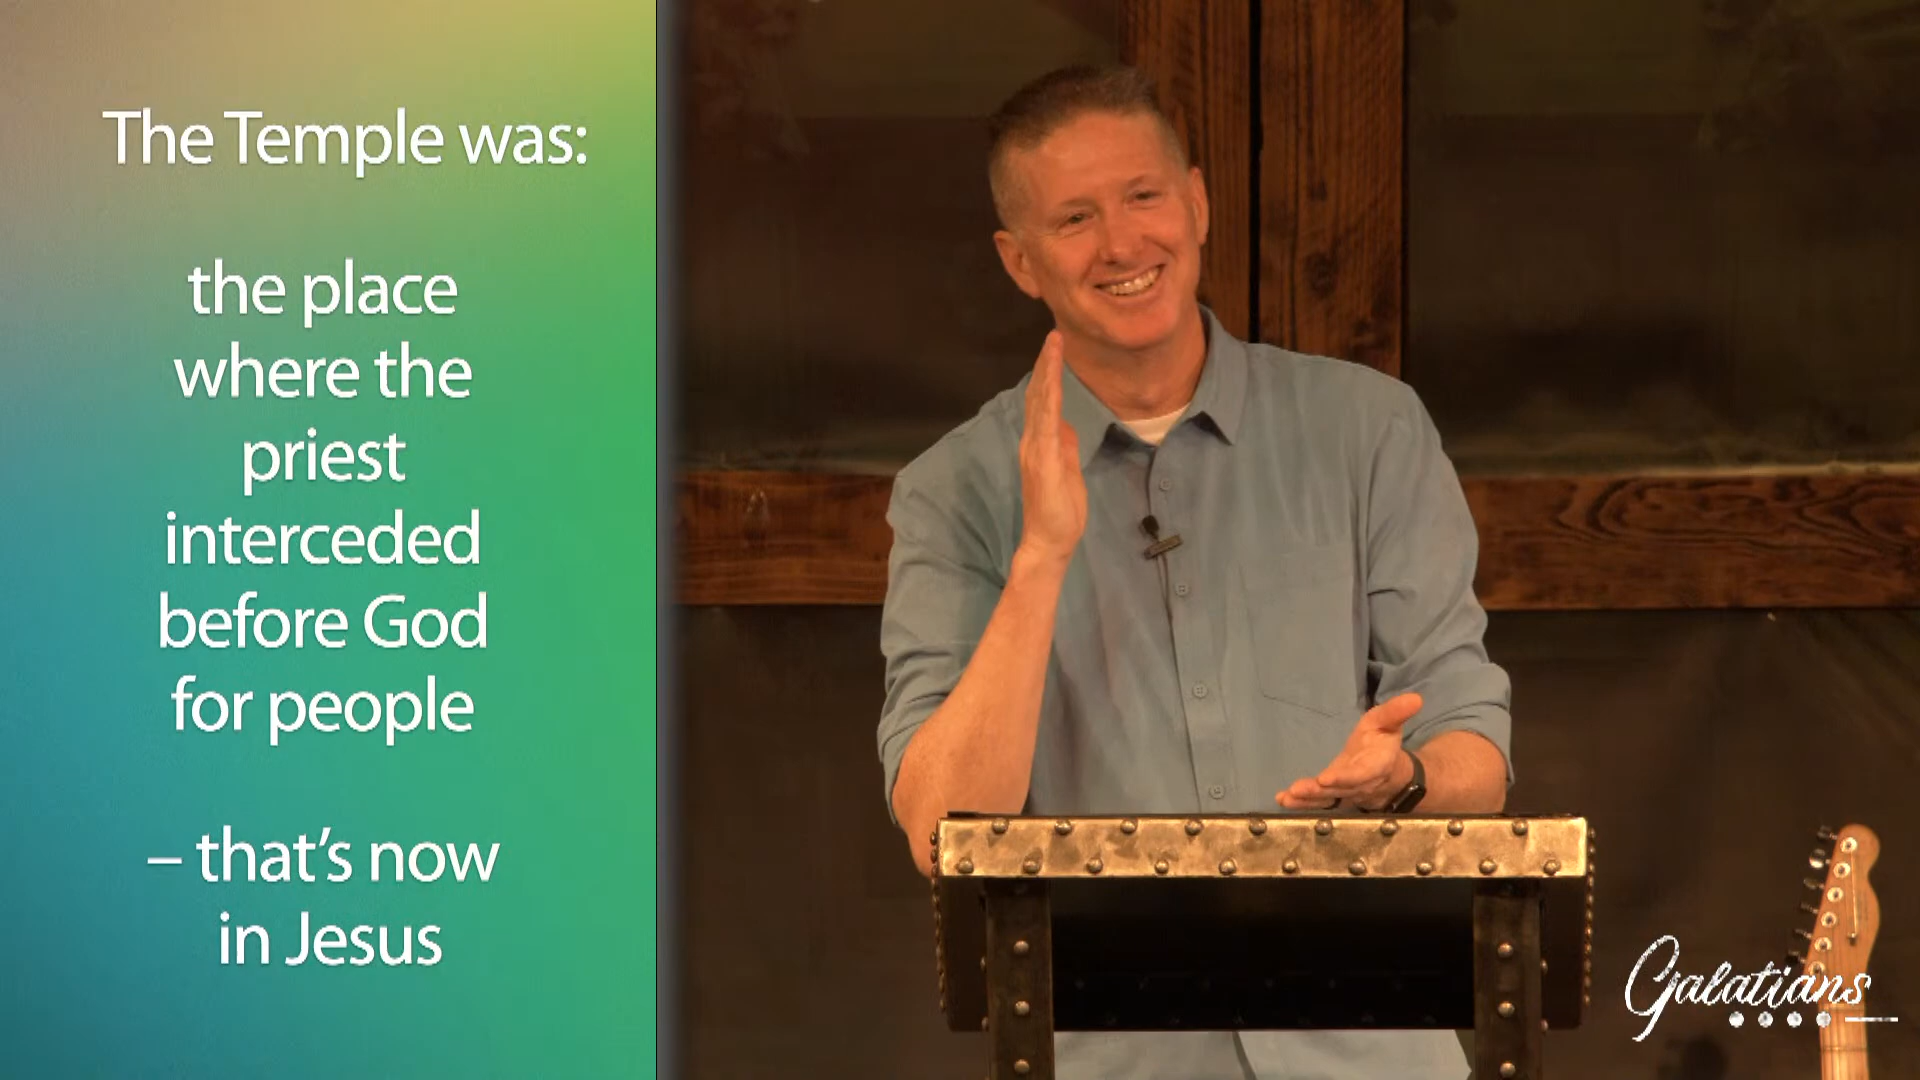 The Temple was:
the place
where the
priest
interceded
before God
for people
– that's now
in Jesus
Galatians